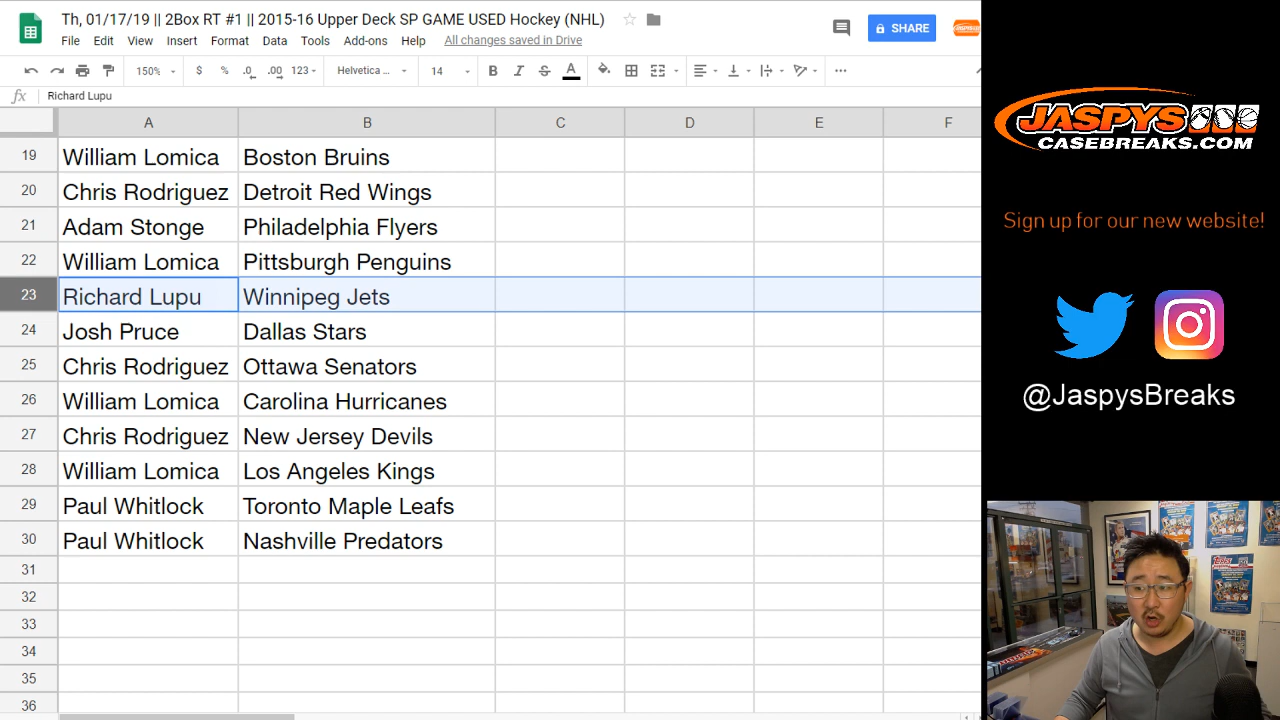 Th, 01/17/19 || 2Box RT #1 || 2015-16 Upper Deck SP GAME USED Hockey (NHL)
File Edit View Insert Format Data Tools Add-ons Help All changes saved in Drive
SHARE
150% $ % .0 .00 123 Helvetica ... 14 B I S A
fx Richard Lupu
A B C D E F
19 William Lomica Boston Bruins
20 Chris Rodriguez Detroit Red Wings
21 Adam Stonge Philadelphia Flyers
22 William Lomica Pittsburgh Penguins
23 Richard Lupu Winnipeg Jets
24 Josh Pruce Dallas Stars
25 Chris Rodriguez Ottawa Senators
26 William Lomica Carolina Hurricanes
27 Chris Rodriguez New Jersey Devils
28 William Lomica Los Angeles Kings
29 Paul Whitlock Toronto Maple Leafs
30 Paul Whitlock Nashville Predators
31
32
33
34
35
36
JASPYS
CASEBREAKS.COM
Sign up for our new website!
@JaspysBreaks